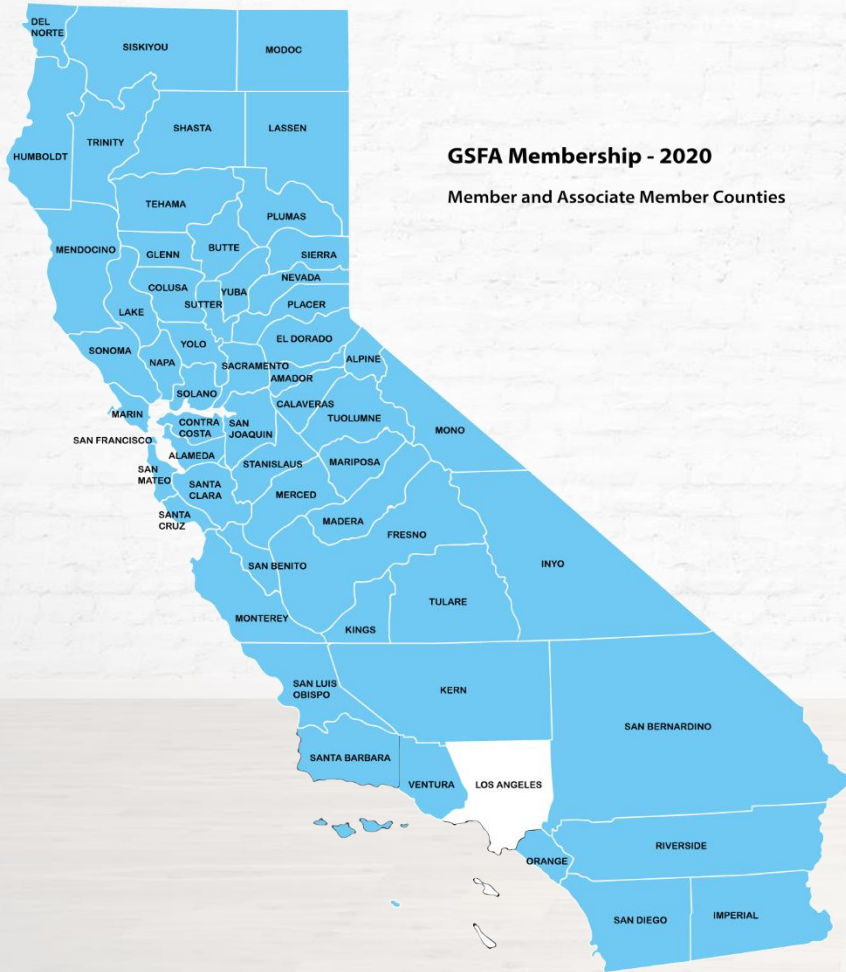 DEL
NORTE
SISKIYOU
MODOC
HUMBOLDT
TRINITY
SHASTA
LASSEN
GSFA Membership - 2020
Member and Associate Member Counties
TEHAMA
PLUMAS
MENDOCINO
GLENN
BUTTE
SIERRA
NEVADA
COLUSA
SUTTER
YUBA
PLACER
LAKE
SONOMA
NAPA
YOLO
EL DORADO
SACRAMENTO
ALPINE
AMADOR
SOLANO
CALAVERAS
MARIN
CONTRA
COSTA
SAN
JOAQUIN
TUOLUMNE
MONO
SAN FRANCISCO
ALAMEDA
STANISLAUS
MARIPOSA
SAN
MATEO
SANTA
CLARA
MERCED
SANTA
CRUZ
MADERA
FRESNO
SAN BENITO
INYO
MONTEREY
KINGS
TULARE
SAN LUIS
OBISPO
KERN
SAN BERNARDINO
SANTA BARBARA
VENTURA
LOS ANGELES
ORANGE
RIVERSIDE
SAN DIEGO
IMPERIAL